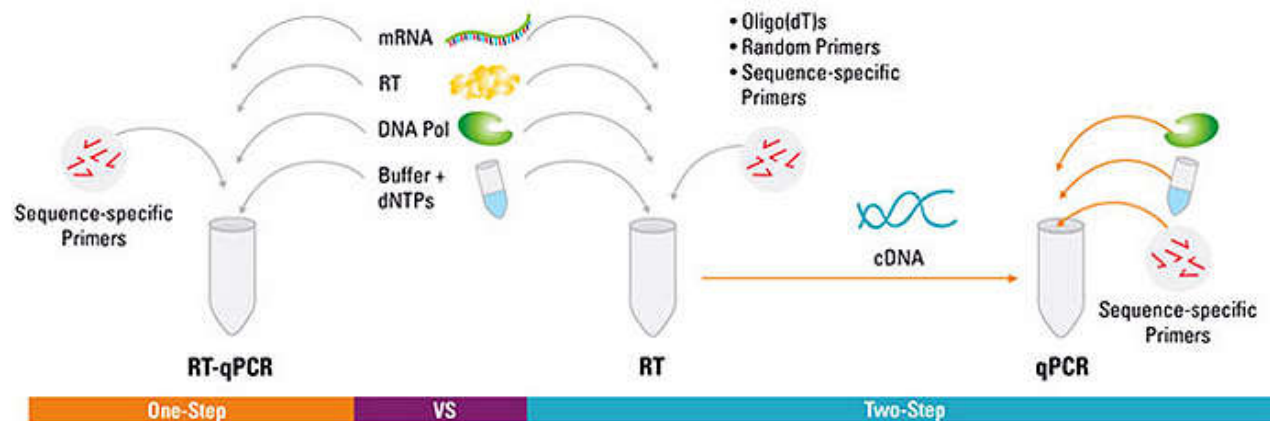 mRNA
RT
DNA Pol
Buffer +
dNTPs
Sequence-specific
Primers
• Oligo(dT)s
• Random Primers
• Sequence-specific
Primers
cDNA
Sequence-specific
Primers
RT-qPCR
RT
qPCR
One-Step
VS
Two-Step